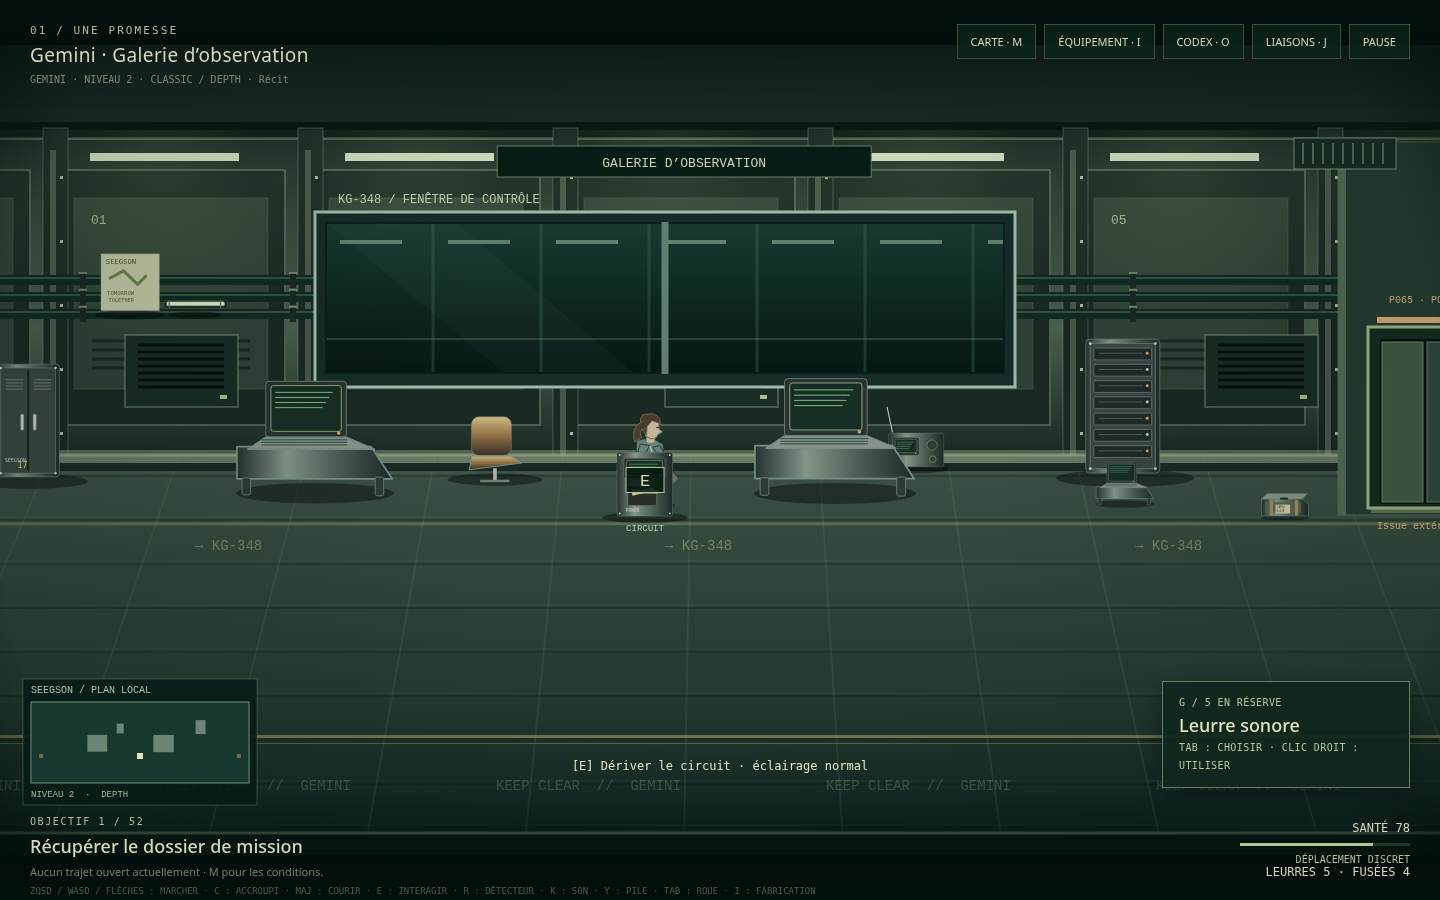 01 / UNE PROMESSE
Gemini · Galerie d’observation
GEMINI · NIVEAU 2 · CLASSIC / DEPTH · Récit
CARTE · M
ÉQUIPEMENT · I
CODEX · O
LIAISONS · J
PAUSE
GALERIE D’OBSERVATION
KG-348 / FENÊTRE DE CONTRÔLE
01
05
SEEGSON
TOMORROW
TOGETHER
P065 · P0
SEEGSON
17
E
CIRCUIT
Issue exté
→ KG-348
→ KG-348
→ KG-348
SEEGSON / PLAN LOCAL
NIVEAU 2 · DEPTH
G / 5 EN RÉSERVE
Leurre sonore
TAB : CHOISIR · CLIC DROIT :
UTILISER
[E] Dériver le circuit · éclairage normal
// GEMINI
KEEP CLEAR // GEMINI
KEEP CLEAR // GEMINI
OBJECTIF 1 / 52
Récupérer le dossier de mission
Aucun trajet ouvert actuellement · M pour les conditions.
ZQSD / WASD / FLÈCHES : MARCHER · C : ACCROUPI · MAJ : COURIR · E : INTERAGIR · R : DÉTECTEUR · K : SON · Y : PILE · TAB : ROUE · I : FABRICATION
SANTÉ 78
DÉPLACEMENT DISCRET
LEURRES 5 · FUSÉES 4